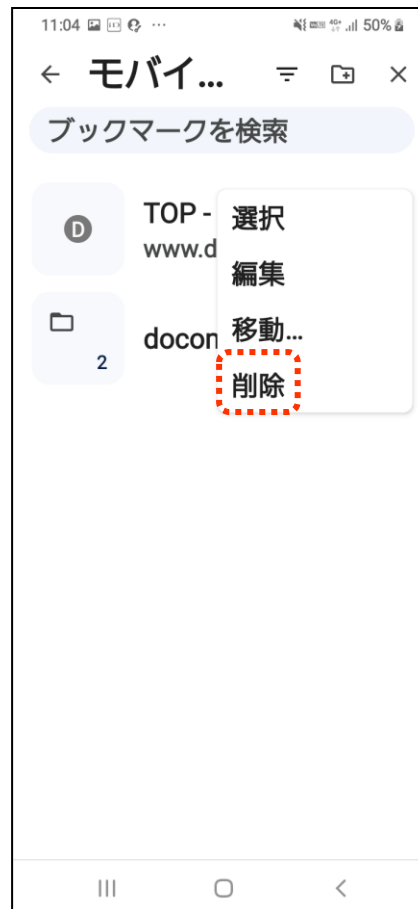 11:04 50%
モバイ...
ブックマークを検索
D TOP -
www.d
2 docon
選択
編集
移動...
削除